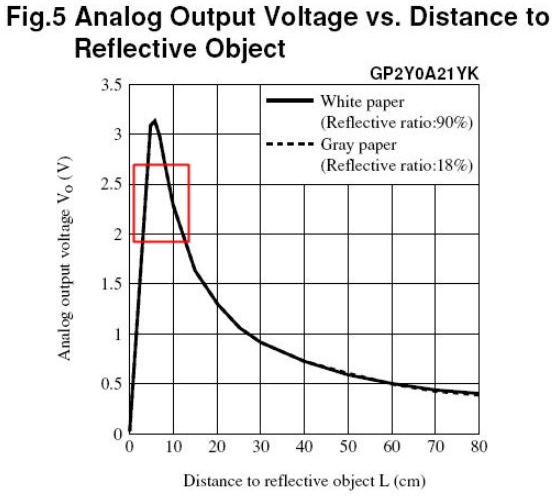 Fig.5 Analog Output Voltage vs. Distance to
Reflective Object
GP2Y0A21YK
White paper
(Reflective ratio:90%)
Gray paper
(Reflective ratio:18%)
Analog output voltage Vo (V)
3.5
3
2.5
2
1.5
1
0.5
0
0 10 20 30 40 50 60 70 80
Distance to reflective object L (cm)